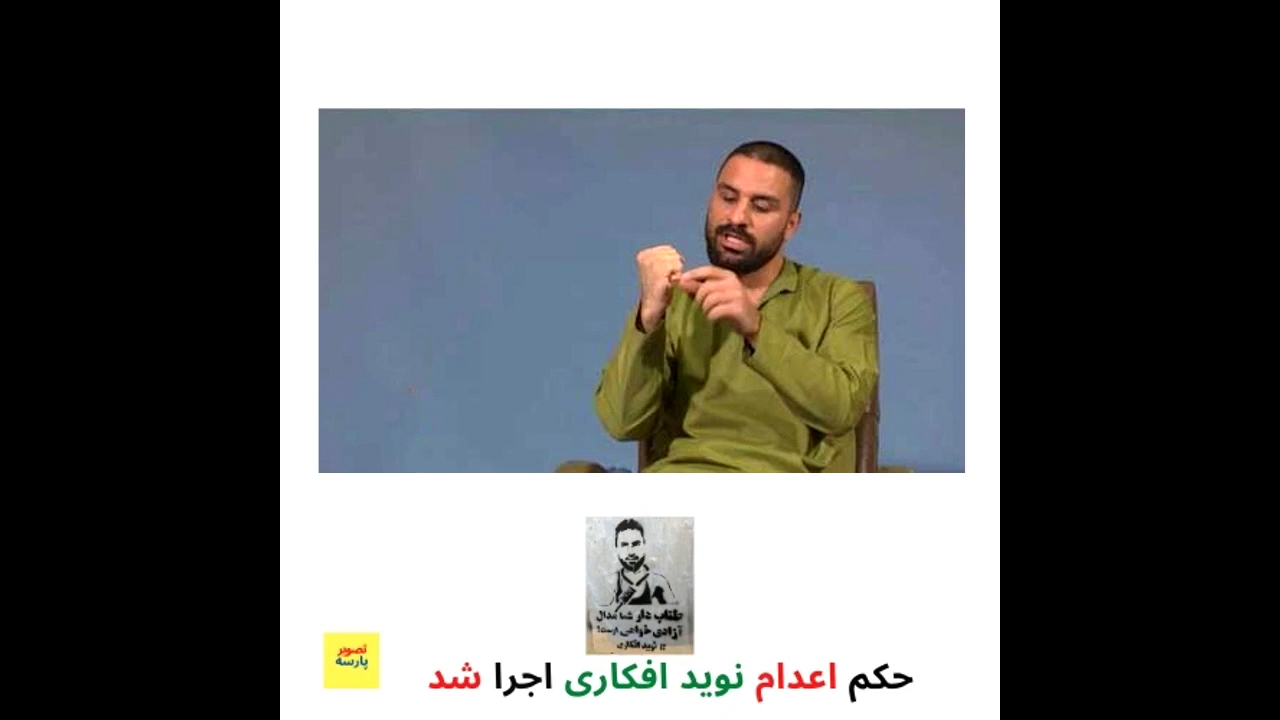 طناب دار شما مدال
آزادی خواهی ماست!
# نوید افکاری
تصویر
پارسه
حکم اعدام نوید افکاری اجرا شد